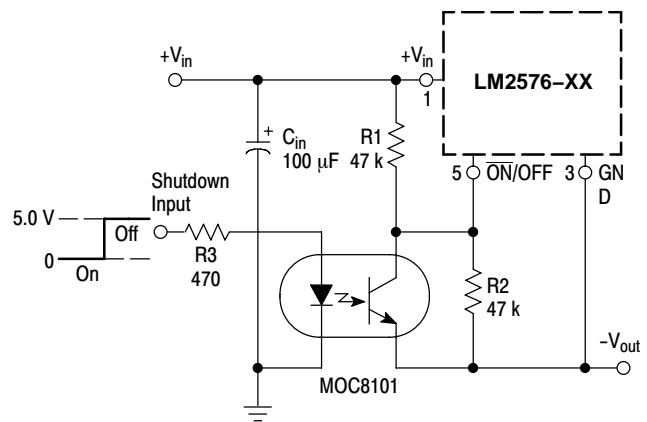 +Vin
+Vin
1
LM2576–XX
+
Cin
100 μF
R1
47 k
5
ON/OFF
3
GN
D
Shutdown
Input
5.0 V
0
On
Off
R3
470
R2
47 k
MOC8101
–Vout